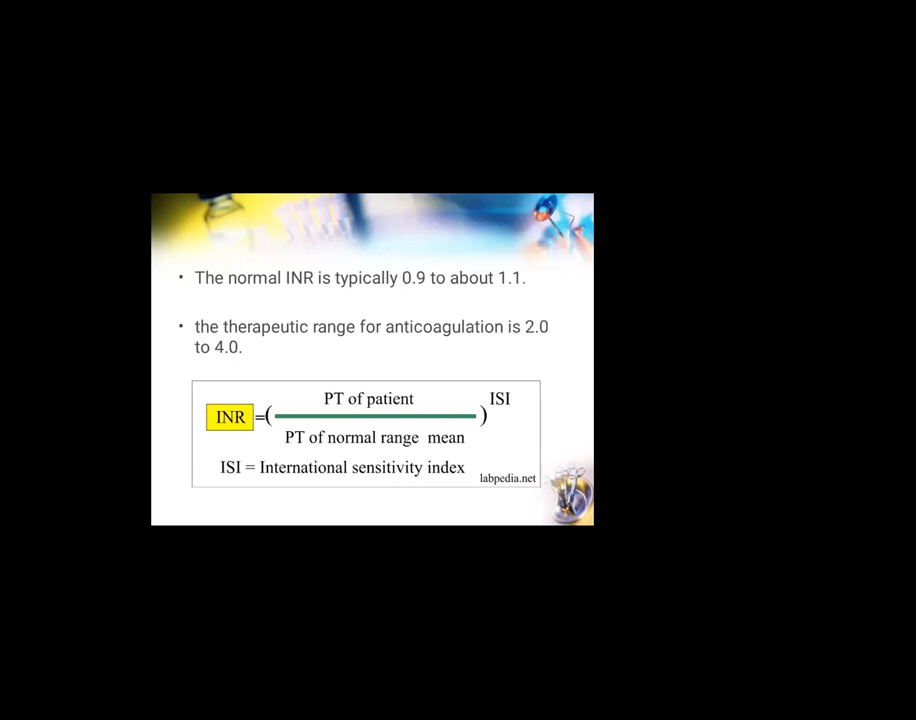 • The normal INR is typically 0.9 to about 1.1.
• the therapeutic range for anticoagulation is 2.0
to 4.0.
PT of patient
INR =( ) ISI
PT of normal range mean
ISI = International sensitivity index
labpedia.net